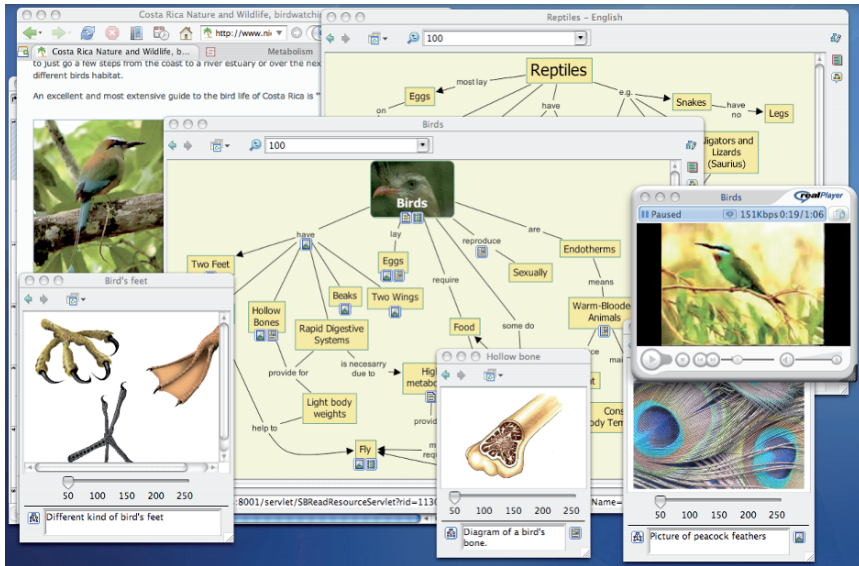 Costa Rica Nature and Wildlife, birdwatchin
http://www.ni
Costa Rica Nature and Wildlife, b...
Metabolism
to just go a few steps from the coast to a river estuary or over the nex
different birds habitat.
An excellent and most extensive guide to the bird life of Costa Rica is "
Reptiles – English
100
Reptiles
most lay
Eggs
on
have
e.g.
Snakes
have
no
Legs
lligators and
Lizards
(Saurius)
Birds
100
Birds
have
lay
reproduce
are
Two Feet
Eggs
Sexually
Endotherms
require
means
Beaks
Two Wings
Hollow
Bones
Rapid Digestive
Systems
Food
some do
Warm-Bloode
Animals
is necesarry
due to
Hig
metabo
provide for
Light body
weights
help to
provid
Fly
Cons
ody Tem
:8001/servlet/SBReadResourceServlet?rid=1130
Name=
Birds
realPlayer
Paused
151Kbps 0:19/1:06
Bird's feet
50 100 150 200 250
Different kind of bird's feet
Hollow bone
50 100 150 200 250
Diagram of a bird's
bone.
50 100 150 200 250
Picture of peacock feathers